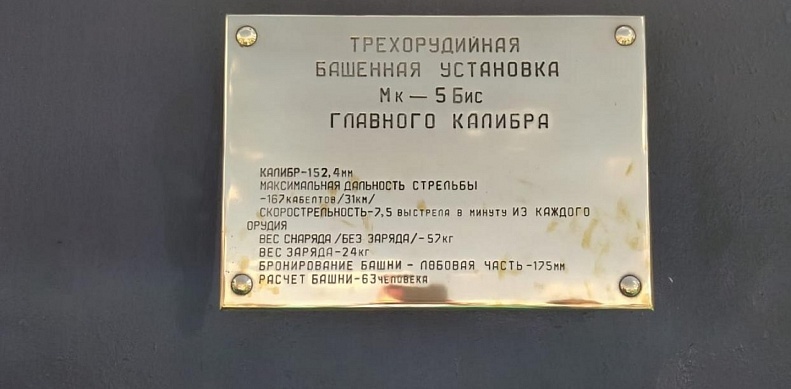 ТРЕХОРУДИЙНАЯ
БАШЕННАЯ УСТАНОВКА
Мк — 5 Бис
ГЛАВНОГО КАЛИБРА
КАЛИБР-152,4мм
МАКСИМАЛЬНАЯ ДАЛЬНОСТЬ СТРЕЛЬБЫ
-167КАБЕЛТОВ/31КМ/
СКОРОСТРЕЛЬНОСТЬ-7,5 ВЫСТРЕЛА В МИНУТУ ИЗ КАЖДОГО
ОРУДИЯ
ВЕС СНАРЯДА /БЕЗ ЗАРЯДА/-57кг
ВЕС ЗАРЯДА-24кг
БРОНИРОВАНИЕ БАШНИ - ЛОБОВАЯ ЧАСТЬ -175мм
РАСЧЕТ БАШНИ-63ЧЕЛОВЕКА